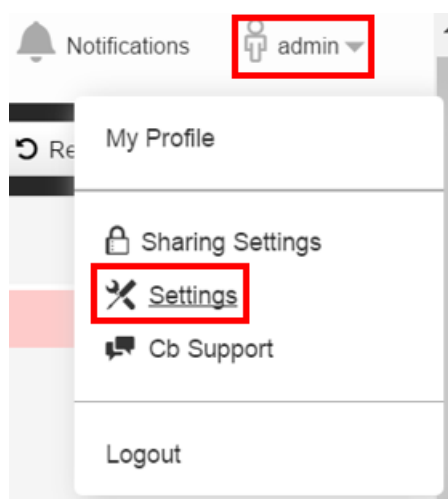 Notifications admin
Re
My Profile
Sharing Settings
Settings
Cb Support
Logout